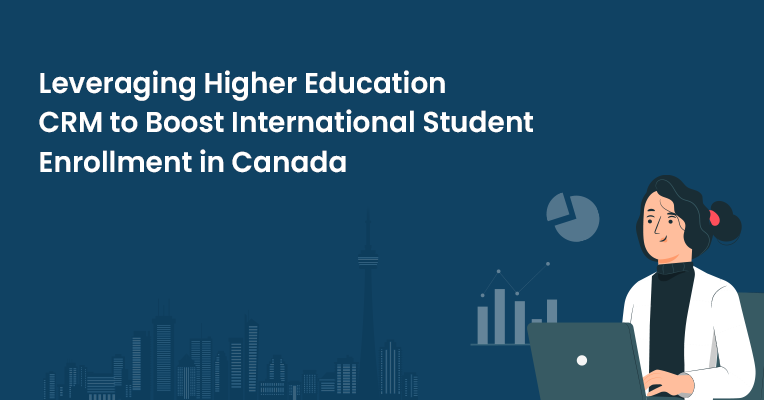 Leveraging Higher Education
CRM to Boost International Student
Enrollment in Canada